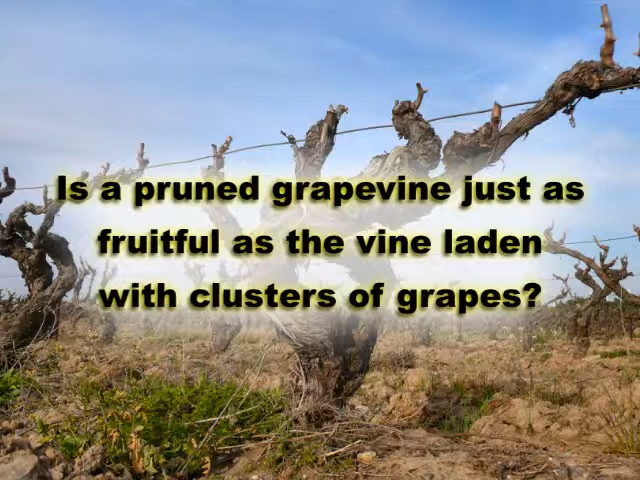 Is a pruned grapevine just as
fruitful as the vine laden
with clusters of grapes?